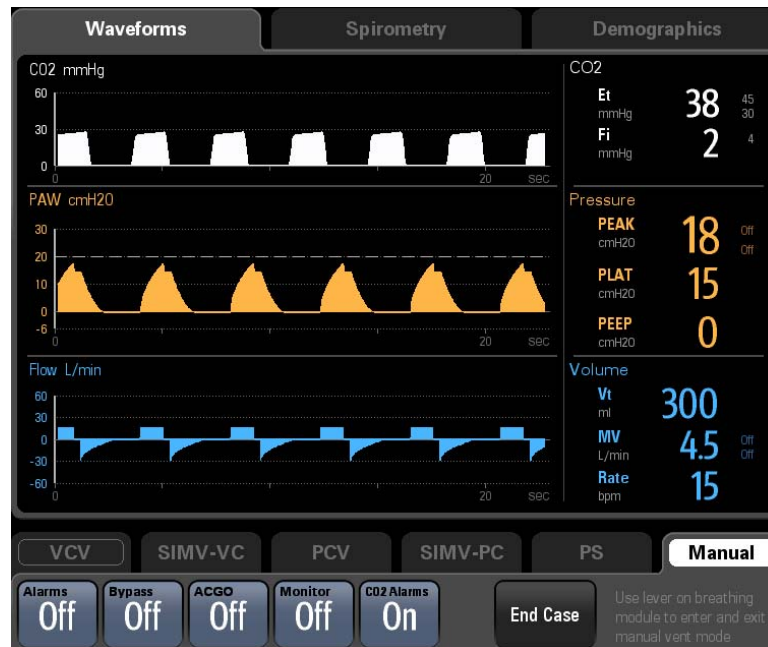 Waveforms
Spirometry
Demographics
CO2 mmHg
60
30
0
0
20
sec
CO2
Et
mmHg
38
45
30
Fi
mmHg
2
4
PAW cmH2O
30
20
10
0
-6
0
20
sec
Pressure
PEAK
cmH2O
18
Off
Off
PLAT
cmH2O
15
PEEP
cmH2O
0
Flow L/min
60
30
0
-30
-60
0
20
sec
Volume
Vt
ml
300
MV
L/min
4.5
Off
Off
Rate
bpm
15
VCV
SIMV-VC
PCV
SIMV-PC
PS
Manual
Alarms
Off
Bypass
Off
ACGO
Off
Monitor
Off
CO2 Alarms
On
End Case
Use lever on breathing
module to enter and exit
manual vent mode